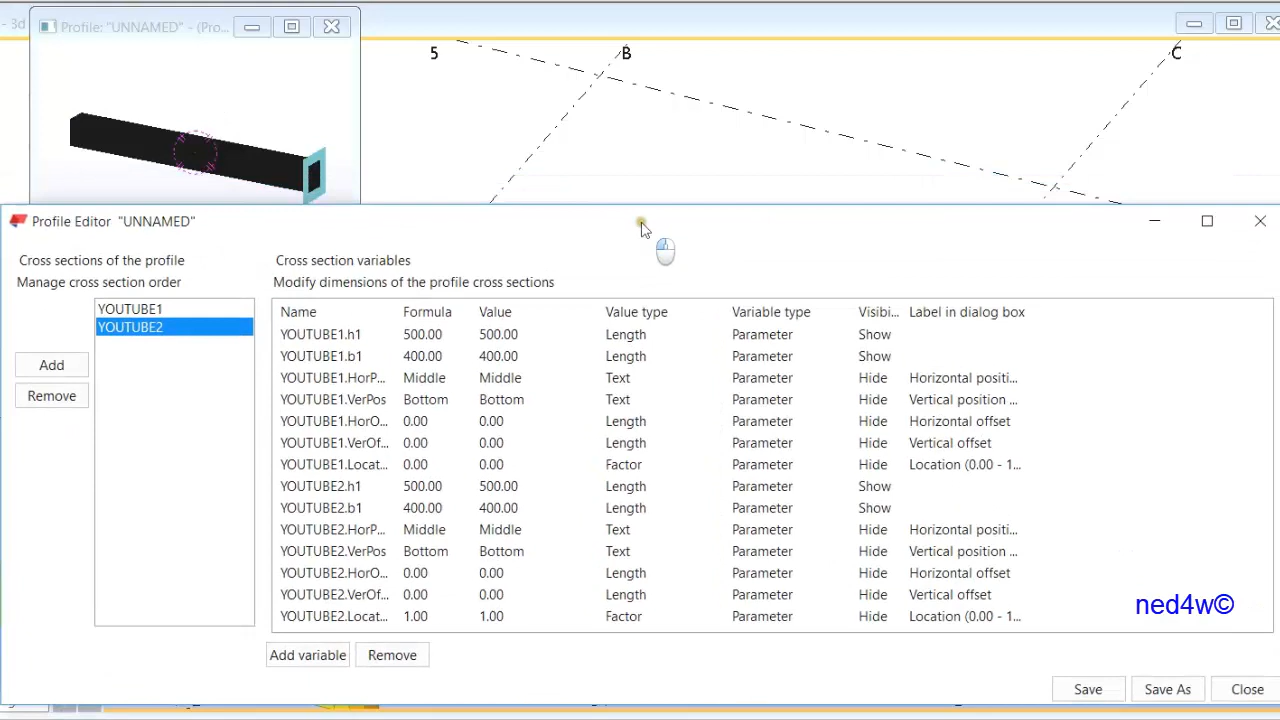 - 3d
Profile: "UNNAMED" - (Pro...
5
B
C
Profile Editor "UNNAMED"
Cross sections of the profile
Manage cross section order
YOUTUBE1
YOUTUBE2
Add
Remove
Cross section variables
Modify dimensions of the profile cross sections
Name Formula Value Value type Variable type Visibi... Label in dialog box
YOUTUBE1.h1 500.00 500.00 Length Parameter Show
YOUTUBE1.b1 400.00 400.00 Length Parameter Show
YOUTUBE1.HorP... Middle Middle Text Parameter Hide Horizontal positi...
YOUTUBE1.VerPos Bottom Bottom Text Parameter Hide Vertical position ...
YOUTUBE1.HorO... 0.00 0.00 Length Parameter Hide Horizontal offset
YOUTUBE1.VerOf... 0.00 0.00 Length Parameter Hide Vertical offset
YOUTUBE1.Locat... 0.00 0.00 Factor Parameter Hide Location (0.00 - 1...
YOUTUBE2.h1 500.00 500.00 Length Parameter Show
YOUTUBE2.b1 400.00 400.00 Length Parameter Show
YOUTUBE2.HorP... Middle Middle Text Parameter Hide Horizontal positi...
YOUTUBE2.VerPos Bottom Bottom Text Parameter Hide Vertical position ...
YOUTUBE2.HorO... 0.00 0.00 Length Parameter Hide Horizontal offset
YOUTUBE2.VerOf... 0.00 0.00 Length Parameter Hide Vertical offset
YOUTUBE2.Locat... 1.00 1.00 Factor Parameter Hide Location (0.00 - 1...
ned4w©
Add variable
Remove
Save
Save As
Close